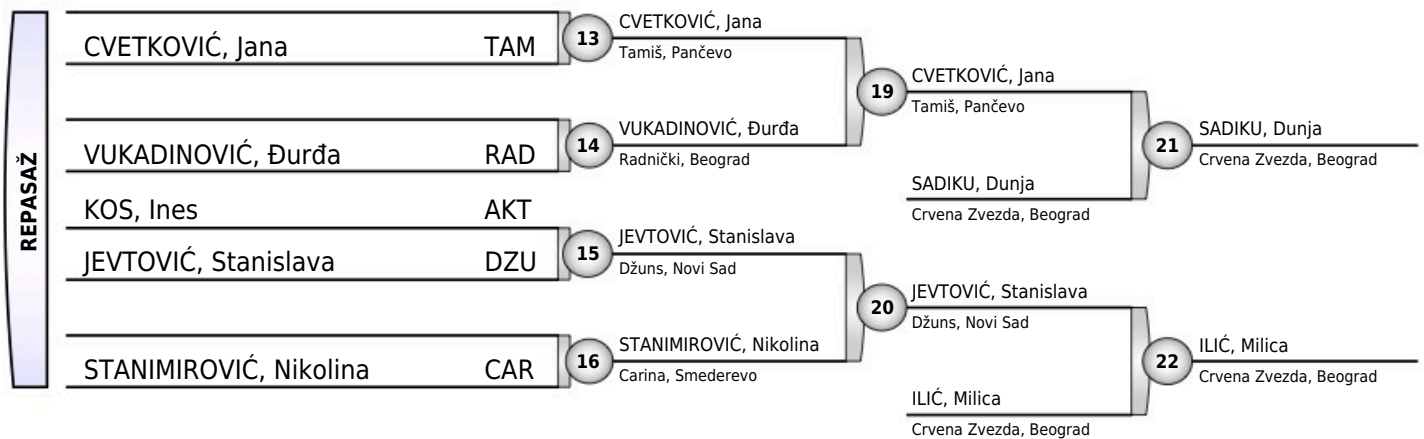 REPASAŽ
CVETKOVIĆ, Jana TAM
VUKADINOVIĆ, Đurđa RAD
KOS, Ines AKT
JEVTOVIĆ, Stanislava DZU
STANIMIROVIĆ, Nikolina CAR
13
CVETKOVIĆ, Jana
Tamiš, Pančevo
14
VUKADINOVIĆ, Đurđa
Radnički, Beograd
15
JEVTOVIĆ, Stanislava
Džuns, Novi Sad
16
STANIMIROVIĆ, Nikolina
Carina, Smederevo
19
CVETKOVIĆ, Jana
Tamiš, Pančevo
SADIKU, Dunja
Crvena Zvezda, Beograd
20
JEVTOVIĆ, Stanislava
Džuns, Novi Sad
ILIĆ, Milica
Crvena Zvezda, Beograd
21
SADIKU, Dunja
Crvena Zvezda, Beograd
22
ILIĆ, Milica
Crvena Zvezda, Beograd